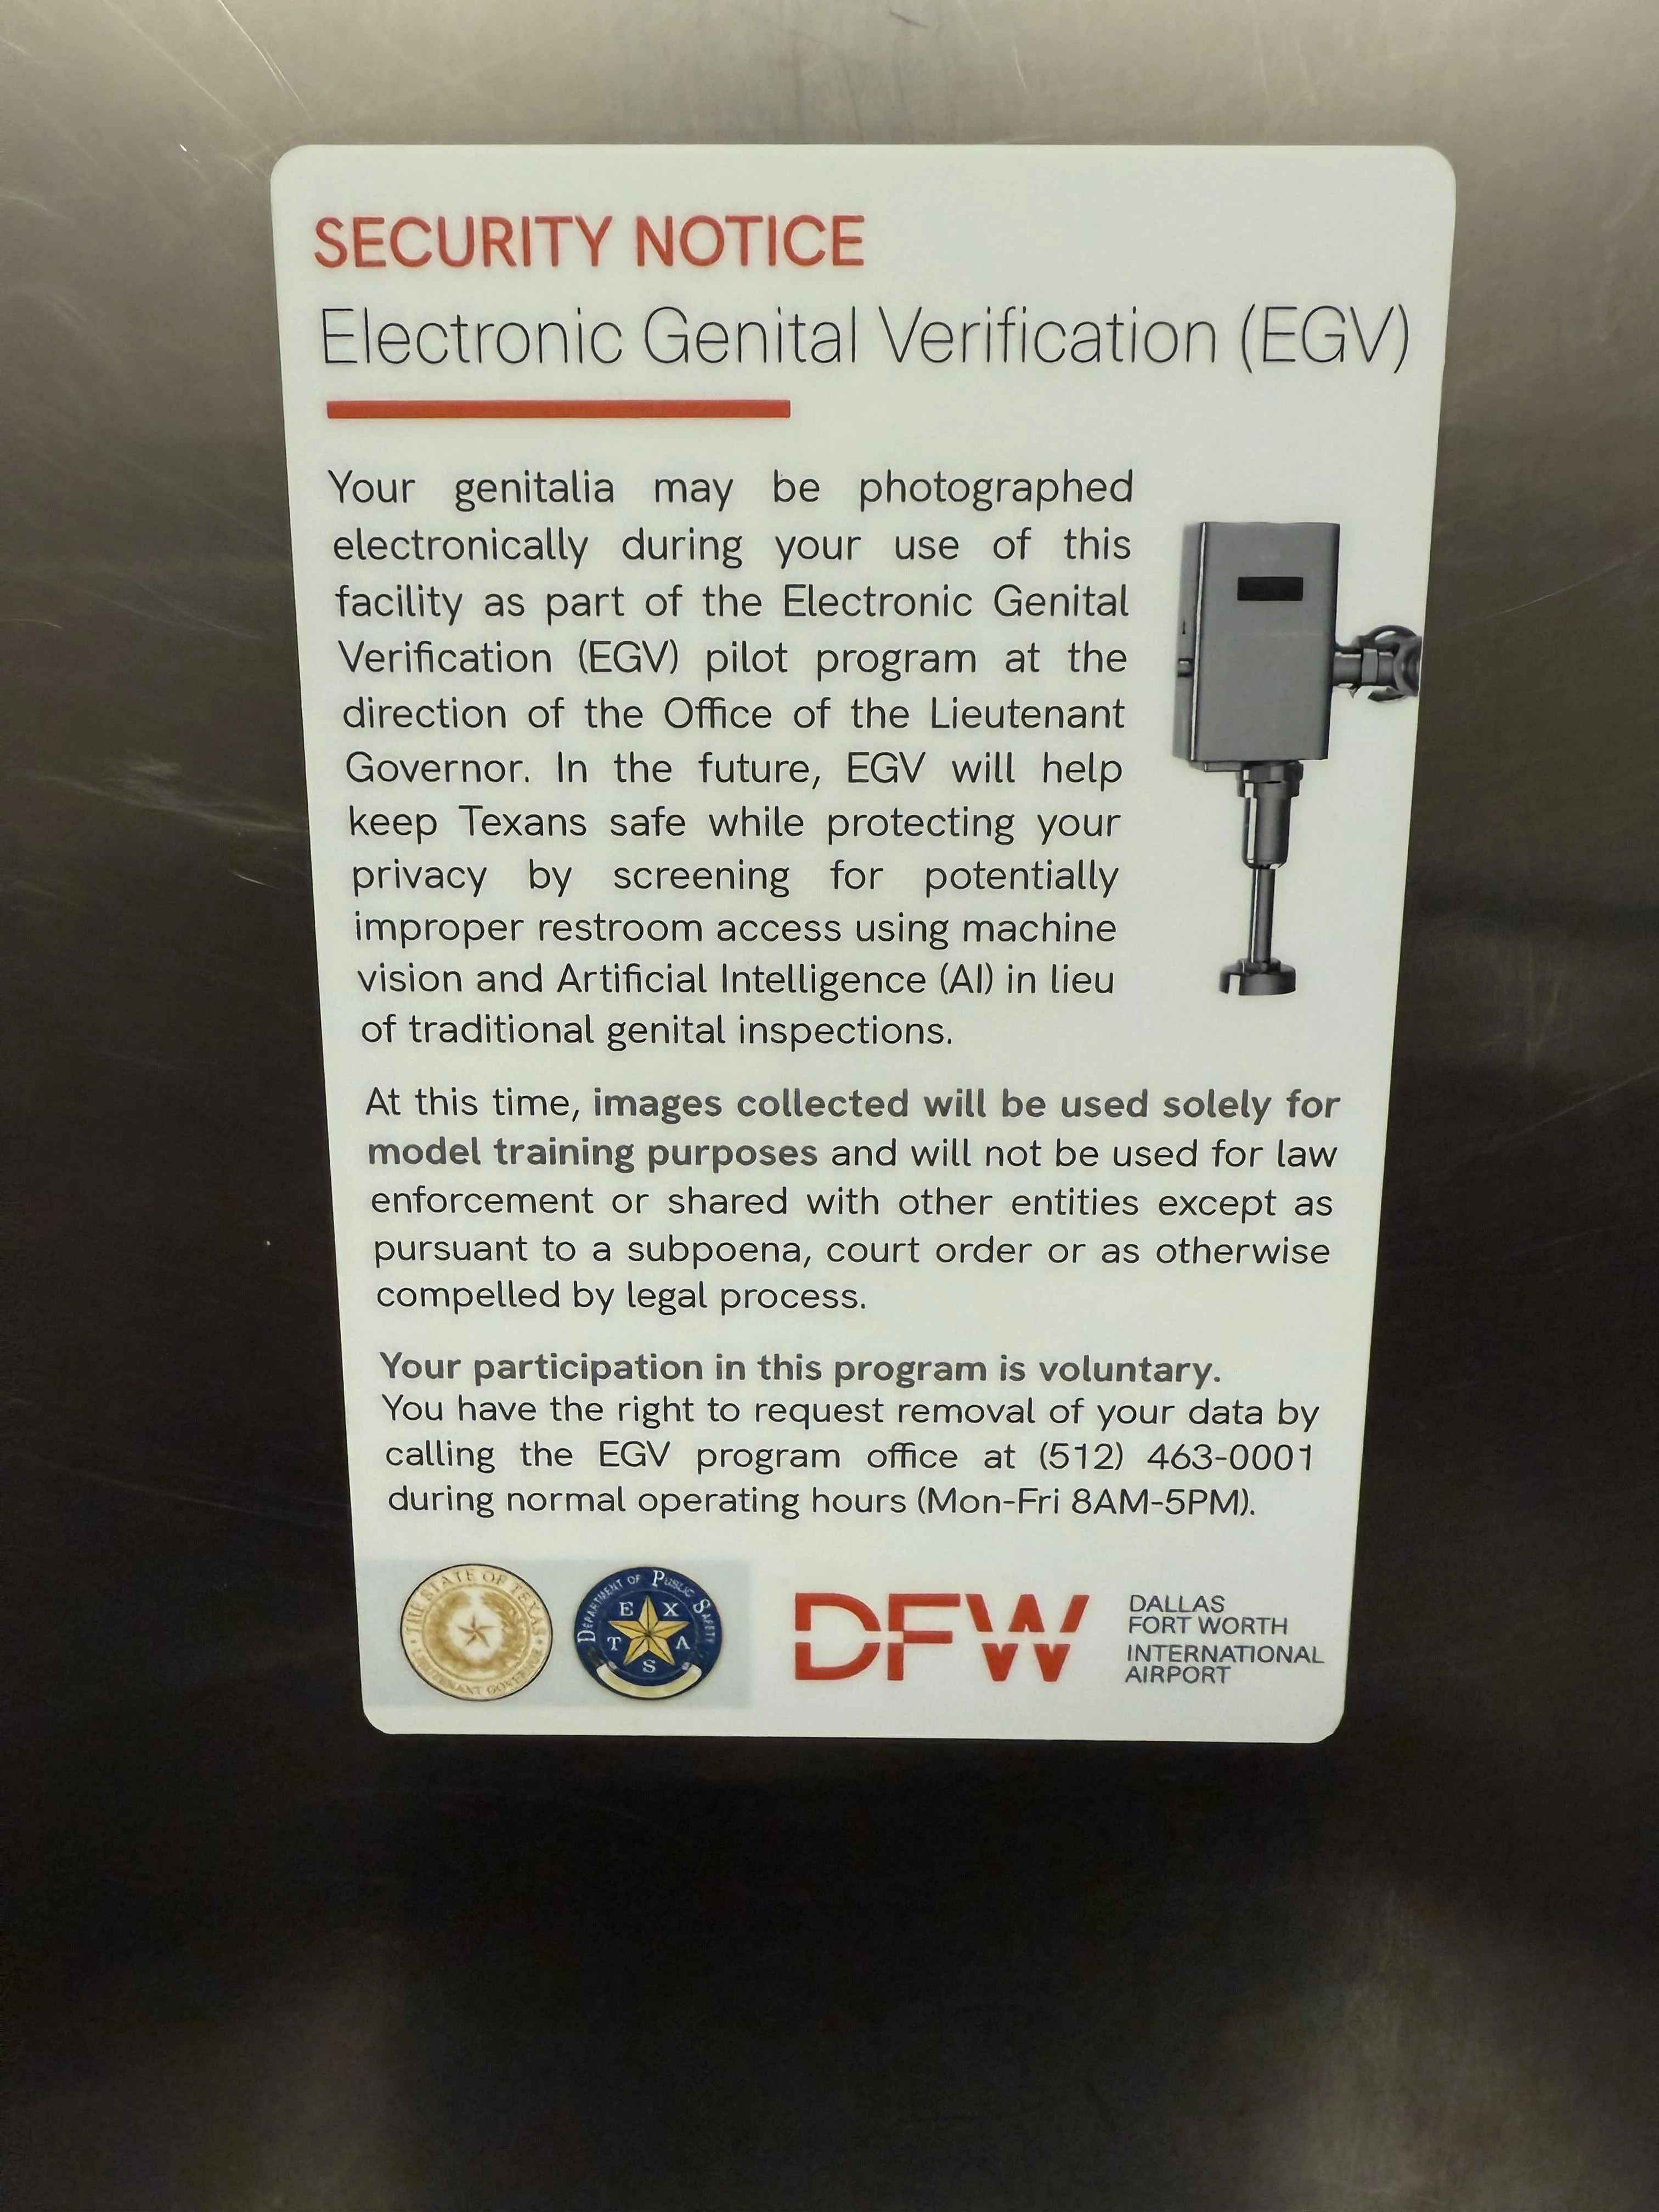 SECURITY NOTICE
Electronic Genital Verification (EGV)
Your genitalia may be photographed
electronically during your use of this
facility as part of the Electronic Genital
Verification (EGV) pilot program at the
direction of the Office of the Lieutenant
Governor. In the future, EGV will help
keep Texans safe while protecting your
privacy by screening for potentially
improper restroom access using machine
vision and Artificial Intelligence (AI) in lieu
of traditional genital inspections.
At this time, images collected will be used solely for
model training purposes and will not be used for law
enforcement or shared with other entities except as
pursuant to a subpoena, court order or as otherwise
compelled by legal process.
Your participation in this program is voluntary.
You have the right to request removal of your data by
calling the EGV program office at (512) 463-0001
during normal operating hours (Mon-Fri 8AM-5PM).
THE STATE OF TEXAS
LIEUTENANT GOVERNOR
DEPARTMENT OF PUBLIC SAFETY
TEXAS
DFW
DALLAS
FORT WORTH
INTERNATIONAL
AIRPORT